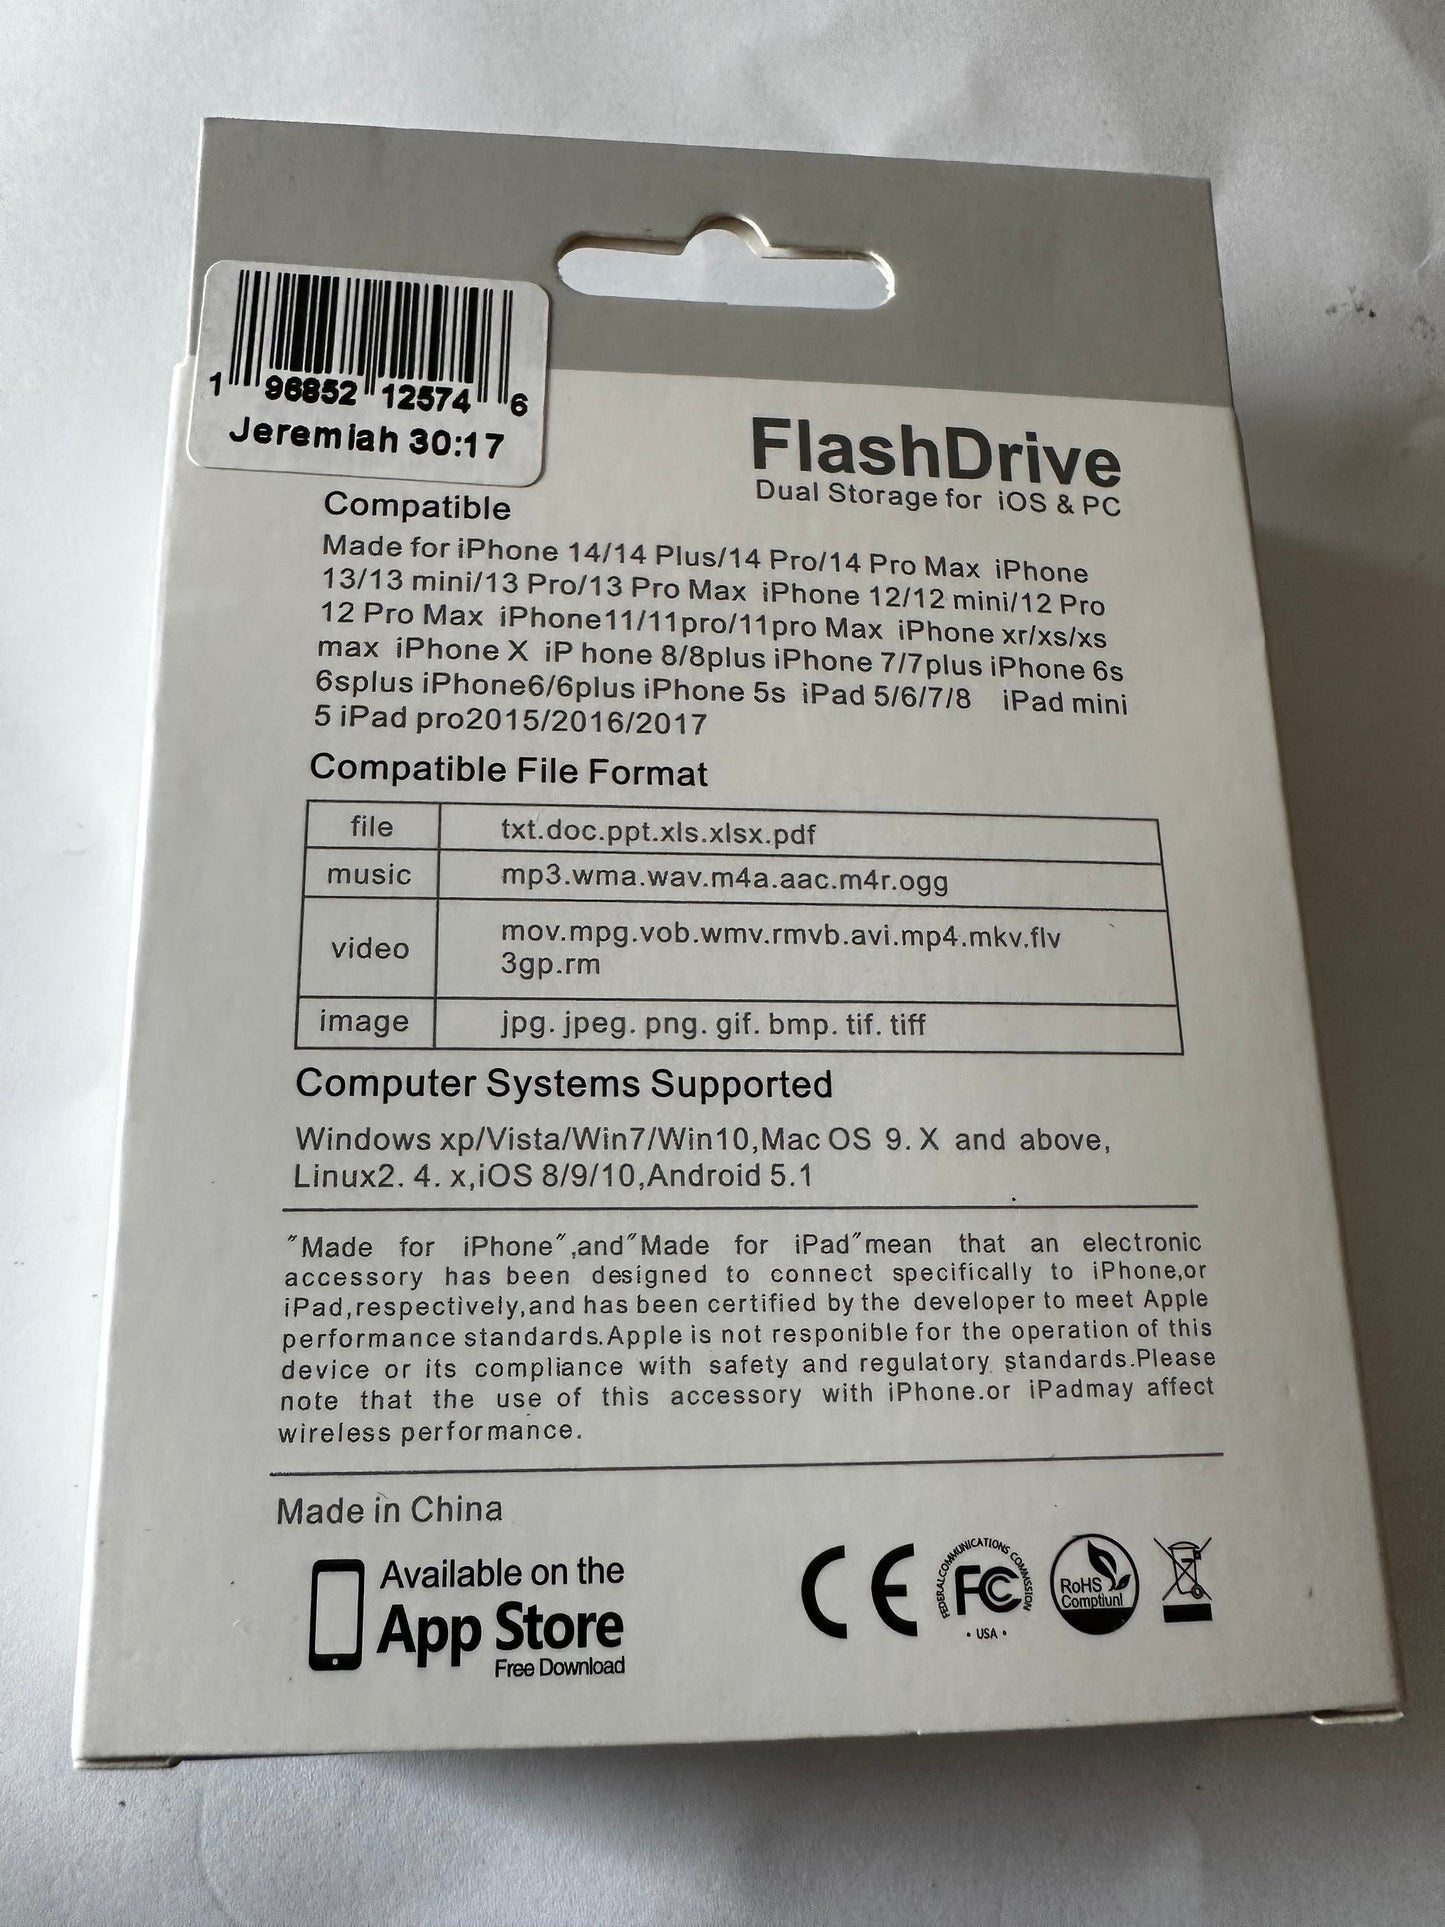 1 96852 12574 6
Jeremiah 30:17
FlashDrive
Dual Storage for iOS & PC
Compatible
Made for iPhone 14/14 Plus/14 Pro/14 Pro Max iPhone
13/13 mini/13 Pro/13 Pro Max iPhone 12/12 mini/12 Pro
12 Pro Max iPhone11/11pro/11pro Max iPhone xr/xs/xs
max iPhone X iP hone 8/8plus iPhone 7/7plus iPhone 6s
6splus iPhone6/6plus iPhone 5s iPad 5/6/7/8 iPad mini
5 iPad pro2015/2016/2017
Compatible File Format
file txt.doc.ppt.xls.xlsx.pdf
music mp3.wma.wav.m4a.aac.m4r.ogg
video mov.mpg.vob.wmv.rmvb.avi.mp4.mkv.flv
3gp.rm
image jpg. jpeg. png. gif. bmp. tif. tiff
Computer Systems Supported
Windows xp/Vista/Win7/Win10,Mac OS 9. X and above,
Linux2. 4. x,iOS 8/9/10,Android 5.1
"Made for iPhone",and"Made for iPad"mean that an electronic
accessory has been designed to connect specifically to iPhone,or
iPad,respectively,and has been certified by the developer to meet Apple
performance standards.Apple is not responible for the operation of this
device or its compliance with safety and regulatory standards.Please
note that the use of this accessory with iPhone.or iPadmay affect
wireless performance.
Made in China
Available on the
App Store
Free Download
CE
FEDERAL COMMUNICATIONS COMMISSION
FC
• USA •
RoHS
Comptiunl